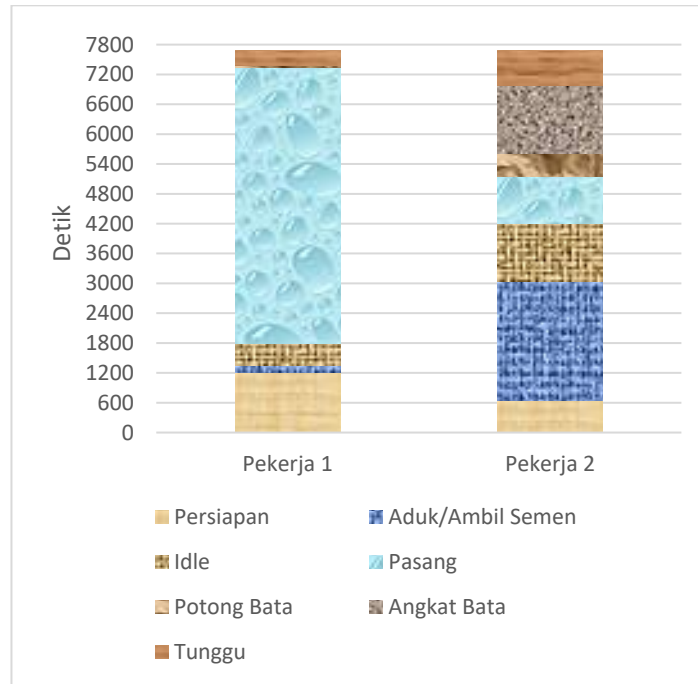 7800
7200
6600
6000
5400
4800
4200
3600
3000
2400
1800
1200
600
0
Detik
Pekerja 1 Pekerja 2
Persiapan Aduk/Ambil Semen
Idle Pasang
Potong Bata Angkat Bata
Tunggu